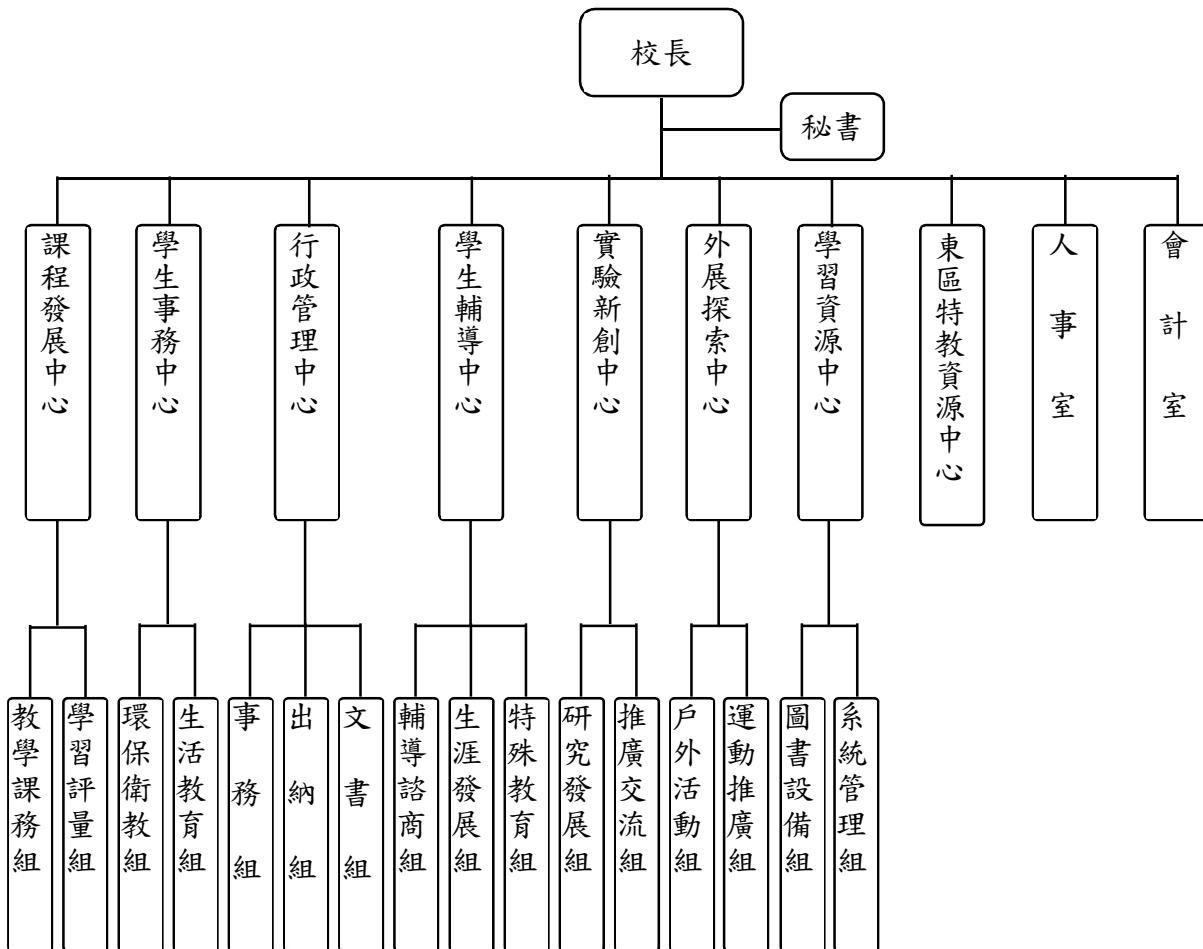 校長
秘書
課程發展中心
學生事務中心
行政管理中心
學生輔導中心
實驗新創中心
外展探索中心
學習資源中心
東區特教資源中心
人事室
會計室
教學課務組
學習評量組
環保衛教組
生活教育組
事務組
出納組
文書組
輔導諮商組
生涯發展組
特殊教育組
研究發展組
推廣交流組
戶外活動組
運動推廣組
圖書設備組
系統管理組